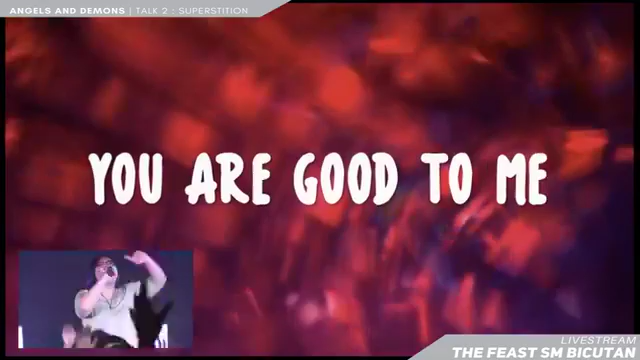 ANGELS AND DEMONS | TALK 2 : SUPERSTITION
YOU ARE GOOD TO ME
LIVESTREAM
THE FEAST SM BICUTAN